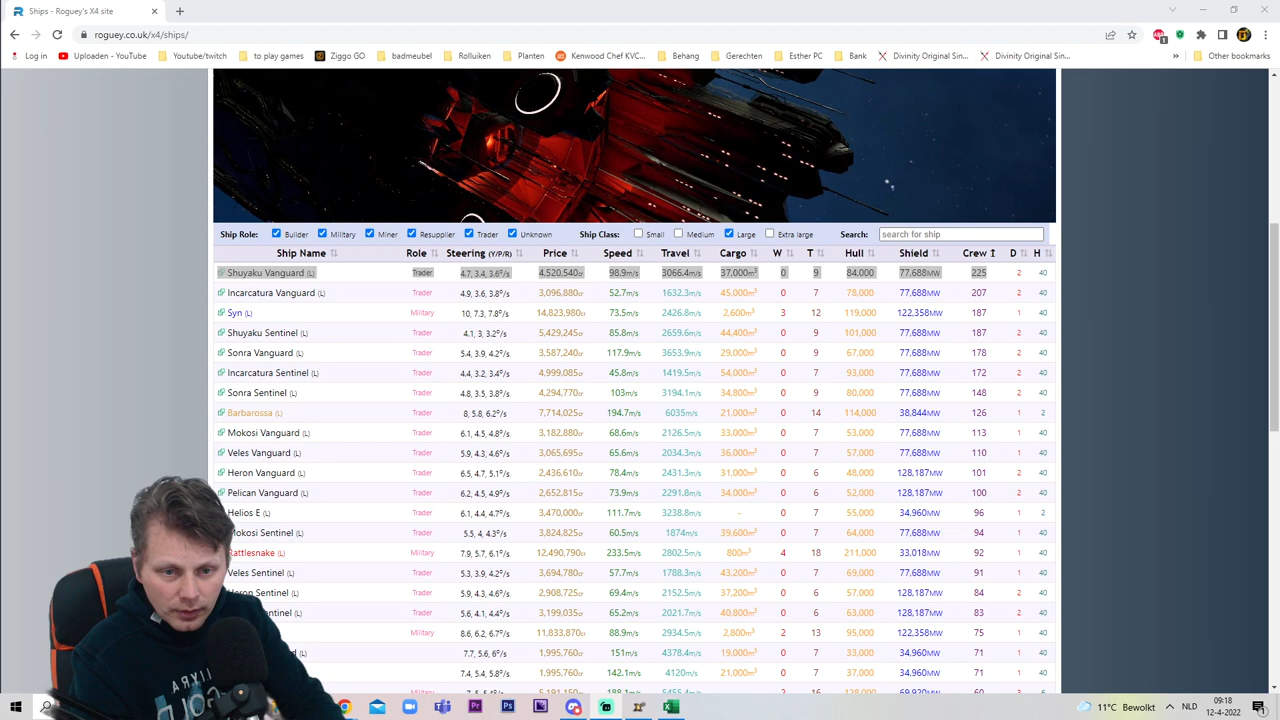 Ships - Roguey's X4 site
roguey.co.uk/x4/ships/
Log in Uploaden - YouTube Youtube/twitch to play games Ziggo GO badmeubel Rolluiken Planten Kenwood Chef KVC... Behang Gerechten Esther PC Bank Divinity Original Sin... Divinity Original Sin... » Other bookmarks
Ship Role: Builder Military Miner Resupplier Trader Unknown Ship Class: Small Medium Large Extra large Search: search for ship
Ship Name Role Steering (Y/P/R) Price Speed Travel Cargo W T Hull Shield Crew D H
Shuyaku Vanguard (L) Trader 4.7, 3.4, 3.6°/s 4,520,540cr 98.9m/s 3066.4m/s 37,000m³ 0 9 84,000 77,688MW 225 2 40
Incarcatura Vanguard (L) Trader 4.9, 3.6, 3.8°/s 3,096,880cr 52.7m/s 1632.3m/s 45,000m³ 0 7 78,000 77,688MW 207 2 40
Syn (L) Military 10, 7.3, 7.8°/s 14,823,980cr 73.5m/s 2426.8m/s 2,600m³ 3 12 119,000 122,358MW 187 1 40
Shuyaku Sentinel (L) Trader 4.1, 3, 3.2°/s 5,429,245cr 85.8m/s 2659.6m/s 44,400m³ 0 9 101,000 77,688MW 187 2 40
Sonra Vanguard (L) Trader 5.4, 3.9, 4.2°/s 3,587,240cr 117.9m/s 3653.9m/s 29,000m³ 0 9 67,000 77,688MW 178 2 40
Incarcatura Sentinel (L) Trader 4.4, 3.2, 3.4°/s 4,999,085cr 45.8m/s 1419.5m/s 54,000m³ 0 7 93,000 77,688MW 172 2 40
Sonra Sentinel (L) Trader 4.8, 3.5, 3.8°/s 4,294,770cr 103m/s 3194.1m/s 34,800m³ 0 9 80,000 77,688MW 148 2 40
Barbarossa (L) Trader 8, 5.8, 6.2°/s 7,714,025cr 194.7m/s 6035m/s 21,000m³ 0 14 114,000 38,844MW 126 1 2
Mokosi Vanguard (L) Trader 6.1, 4.5, 4.8°/s 3,182,880cr 68.6m/s 2126.5m/s 33,000m³ 0 7 53,000 77,688MW 113 1 40
Veles Vanguard (L) Trader 5.9, 4.3, 4.6°/s 3,065,695cr 65.6m/s 2034.3m/s 36,000m³ 0 7 57,000 77,688MW 110 1 40
Heron Vanguard (L) Trader 6.5, 4.7, 5.1°/s 2,436,610cr 78.4m/s 2431.3m/s 31,000m³ 0 6 48,000 128,187MW 101 2 40
Pelican Vanguard (L) Trader 6.2, 4.5, 4.9°/s 2,652,815cr 73.9m/s 2291.8m/s 34,000m³ 0 6 52,000 128,187MW 100 2 40
Helios E (L) Trader 6.1, 4.4, 4.7°/s 3,470,000cr 111.7m/s 3238.8m/s - 0 7 55,000 34,960MW 96 1 2
Mokosi Sentinel (L) Trader 5.5, 4, 4.3°/s 3,824,825cr 60.5m/s 1874m/s 39,600m³ 0 7 64,000 77,688MW 94 1 40
Rattlesnake (L) Military 7.9, 5.7, 6.1°/s 12,490,790cr 233.5m/s 2802.5m/s 800m³ 4 18 211,000 33,018MW 92 1 40
Veles Sentinel (L) Trader 5.3, 3.9, 4.2°/s 3,694,780cr 57.7m/s 1788.3m/s 43,200m³ 0 7 69,000 77,688MW 91 1 40
Heron Sentinel (L) Trader 5.9, 4.3, 4.6°/s 2,908,725cr 69.4m/s 2152.5m/s 37,200m³ 0 6 57,000 128,187MW 84 2 40
Sentinel (L) Trader 5.6, 4.1, 4.4°/s 3,199,035cr 65.2m/s 2021.7m/s 40,800m³ 0 6 63,000 128,187MW 83 2 40
Military 8.6, 6.2, 6.7°/s 11,833,870cr 88.9m/s 2934.5m/s 2,800m³ 2 13 95,000 122,358MW 75 1 40
(L) Trader 7.7, 5.6, 6°/s 1,995,760cr 151m/s 4378.4m/s 19,000m³ 0 7 33,000 34,960MW 71 1 40
Trader 7.4, 5.4, 5.8°/s 1,995,760cr 142.1m/s 4120m/s 21,000m³ 0 7 37,000 34,960MW 71 1 40
Military 5,191,150cr 188.1m/s 5455.4m/s 2 16 128,000 69,920MW 60 3 6
11°C Bewolkt NLD 09:18
12-4-2022